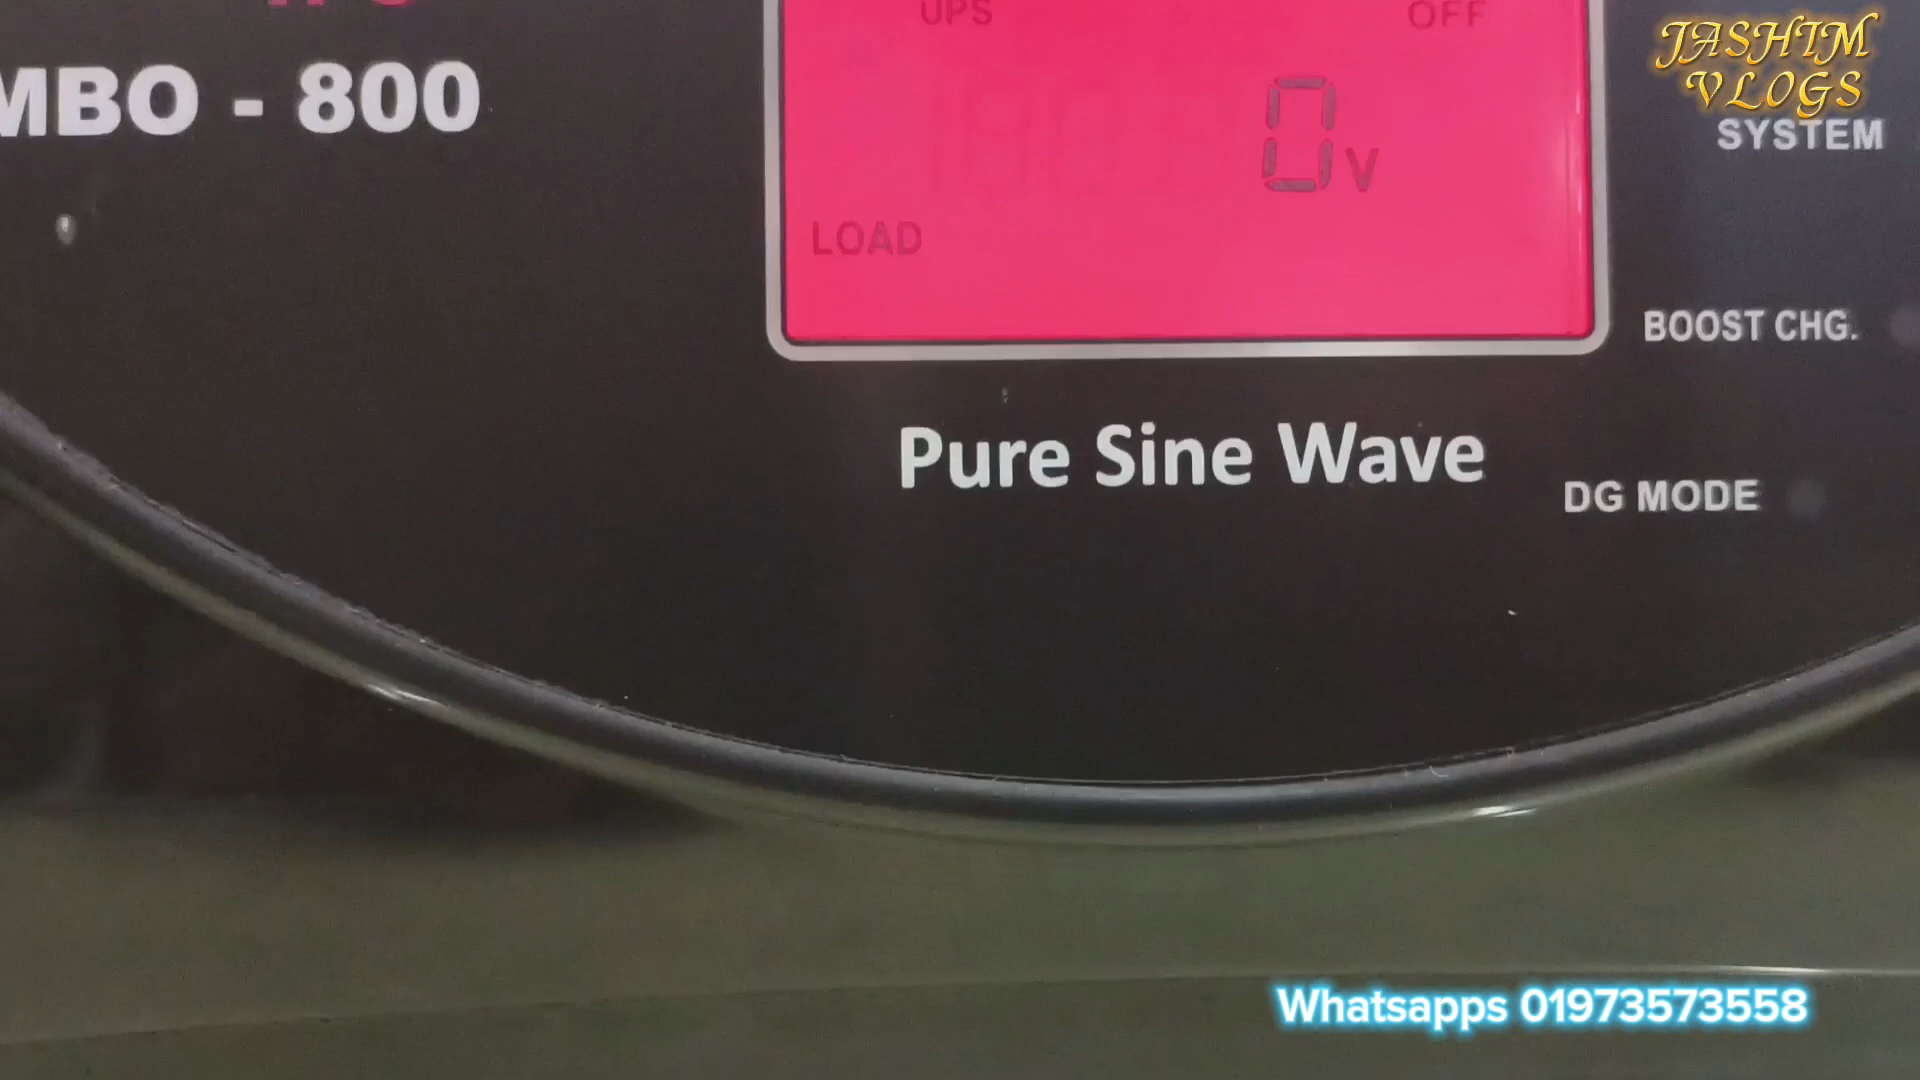 UPS OFF
JASHIM
VLOGS
MBO - 800
0V
SYSTEM
LOAD
BOOST CHG.
Pure Sine Wave
DG MODE
Whatsapps 01973573558